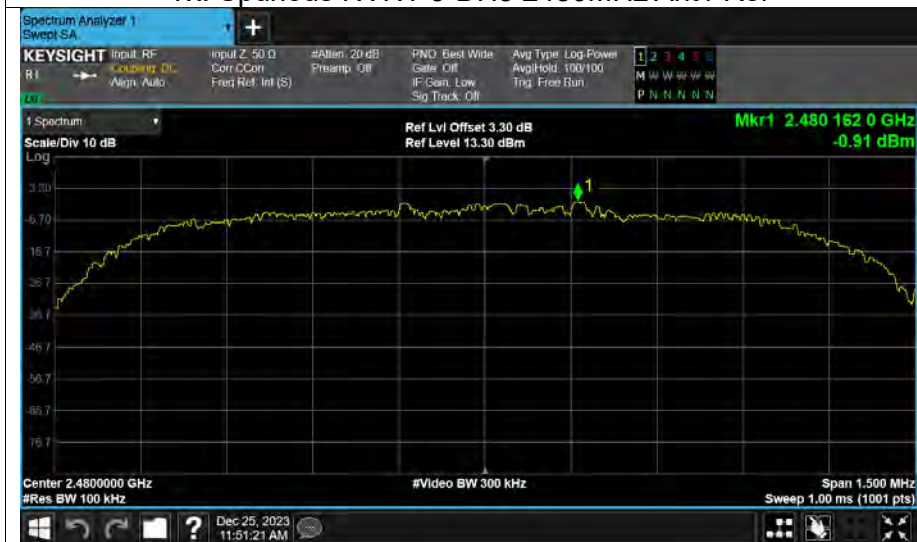 Spectrum Analyzer 1
Swept SA
+
KEYSIGHT Input: RF Input Z: 50 Ω #Atten: 20 dB PNO: Best Wide Avg Type: Log-Power 1 2 3 4 5 6
Coupling: DC Corr CCorr Preamp: Off Gate: Off Avg|Hold: 100/100 M W W W W W
Align: Auto Freq Ref: Int (S) IF Gain: Low Trig: Free Run
Sig Track: Off P N N N N N
1 Spectrum Ref Lvl Offset 3.30 dB Mkr1 2.480 162 0 GHz
Scale/Div 10 dB Ref Level 13.30 dBm -0.91 dBm
Log
3.30
1
-6.70
-16.7
-26.7
-36.7
-46.7
-56.7
-66.7
-76.7
Center 2.4800000 GHz #Video BW 300 kHz Span 1.500 MHz
#Res BW 100 kHz Sweep 1.00 ms (1001 pts)
? Dec 25, 2023
11:51:21 AM